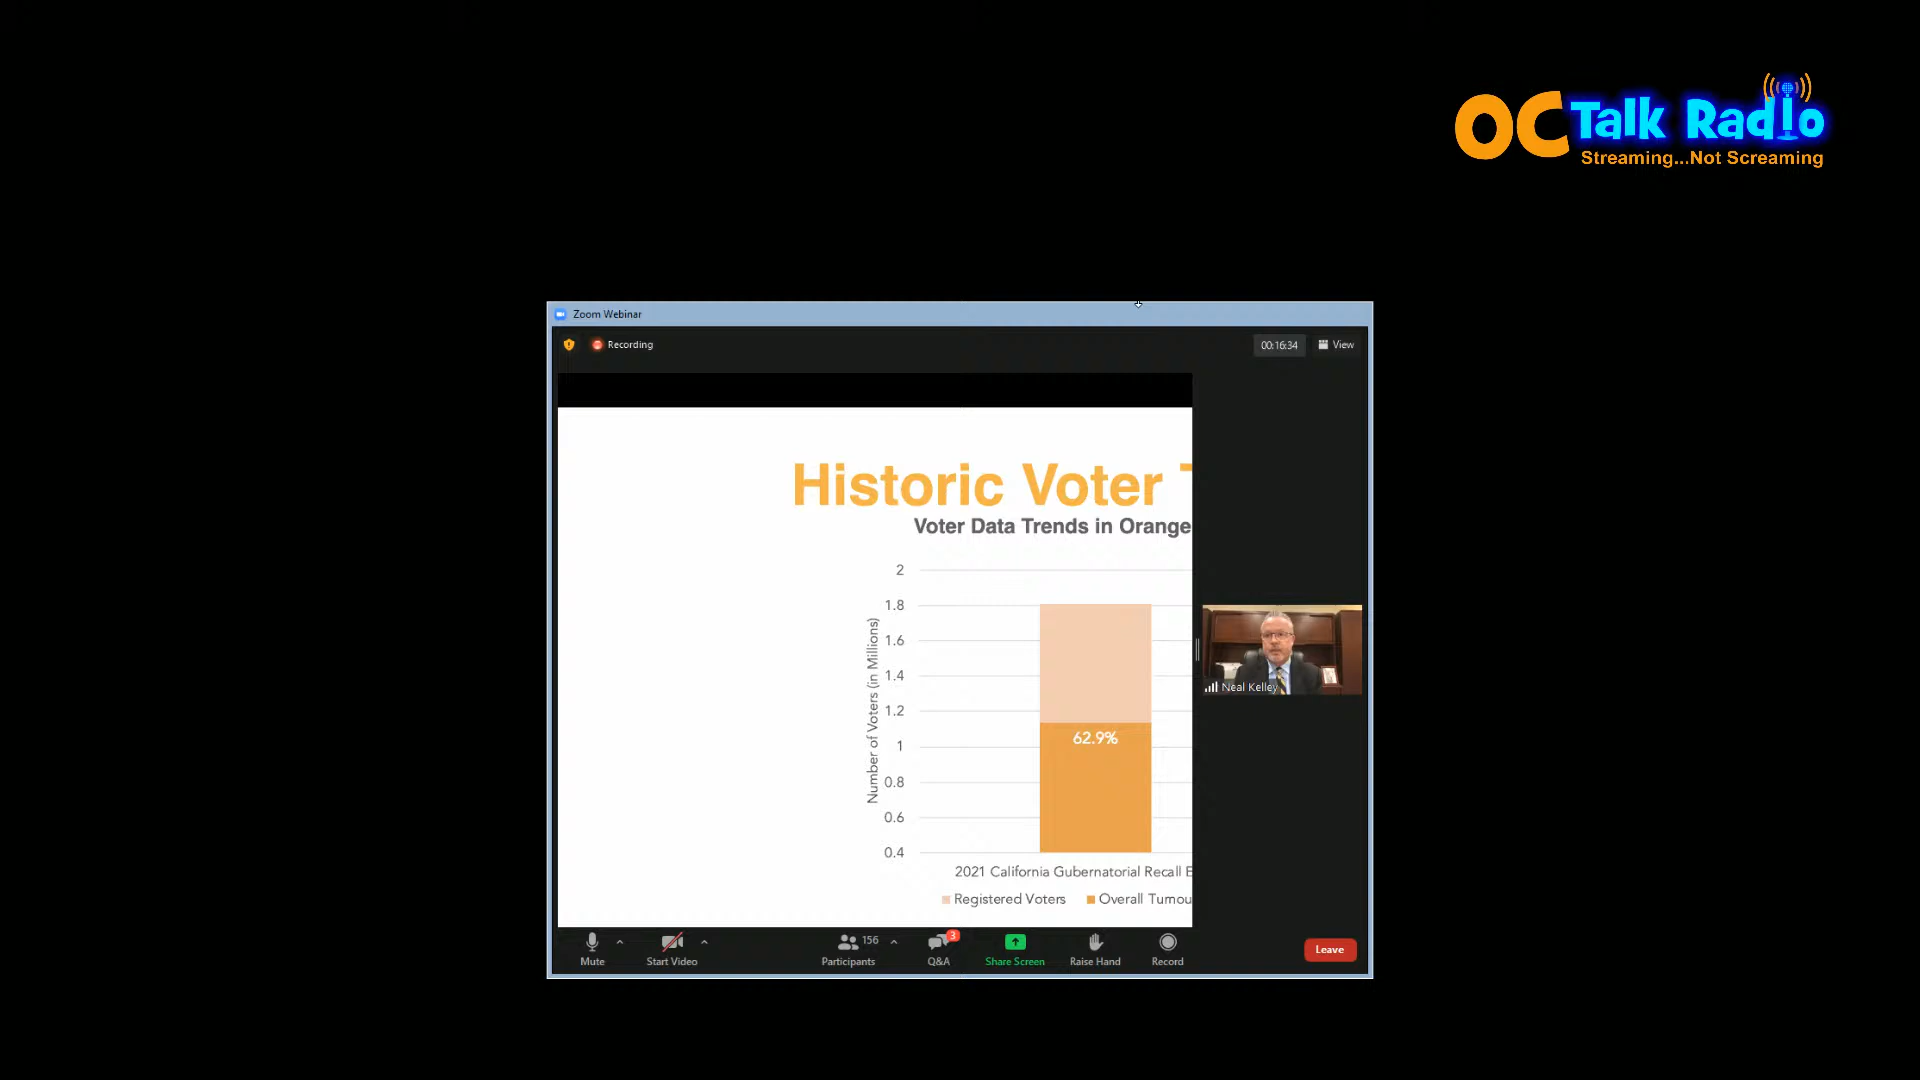 OC Talk Radio
Streaming...Not Screaming
Zoom Webinar
Recording
00:16:34
View
Historic Voter
Voter Data Trends in Orange
Number of Voters (in Millions)
2
1.8
1.6
1.4
1.2
1
0.8
0.6
0.4
62.9%
2021 California Gubernatorial Recall E
Registered Voters
Overall Turnou
Neal Kelley
Mute
Start Video
156
Participants
3
Q&A
Share Screen
Raise Hand
Record
Leave